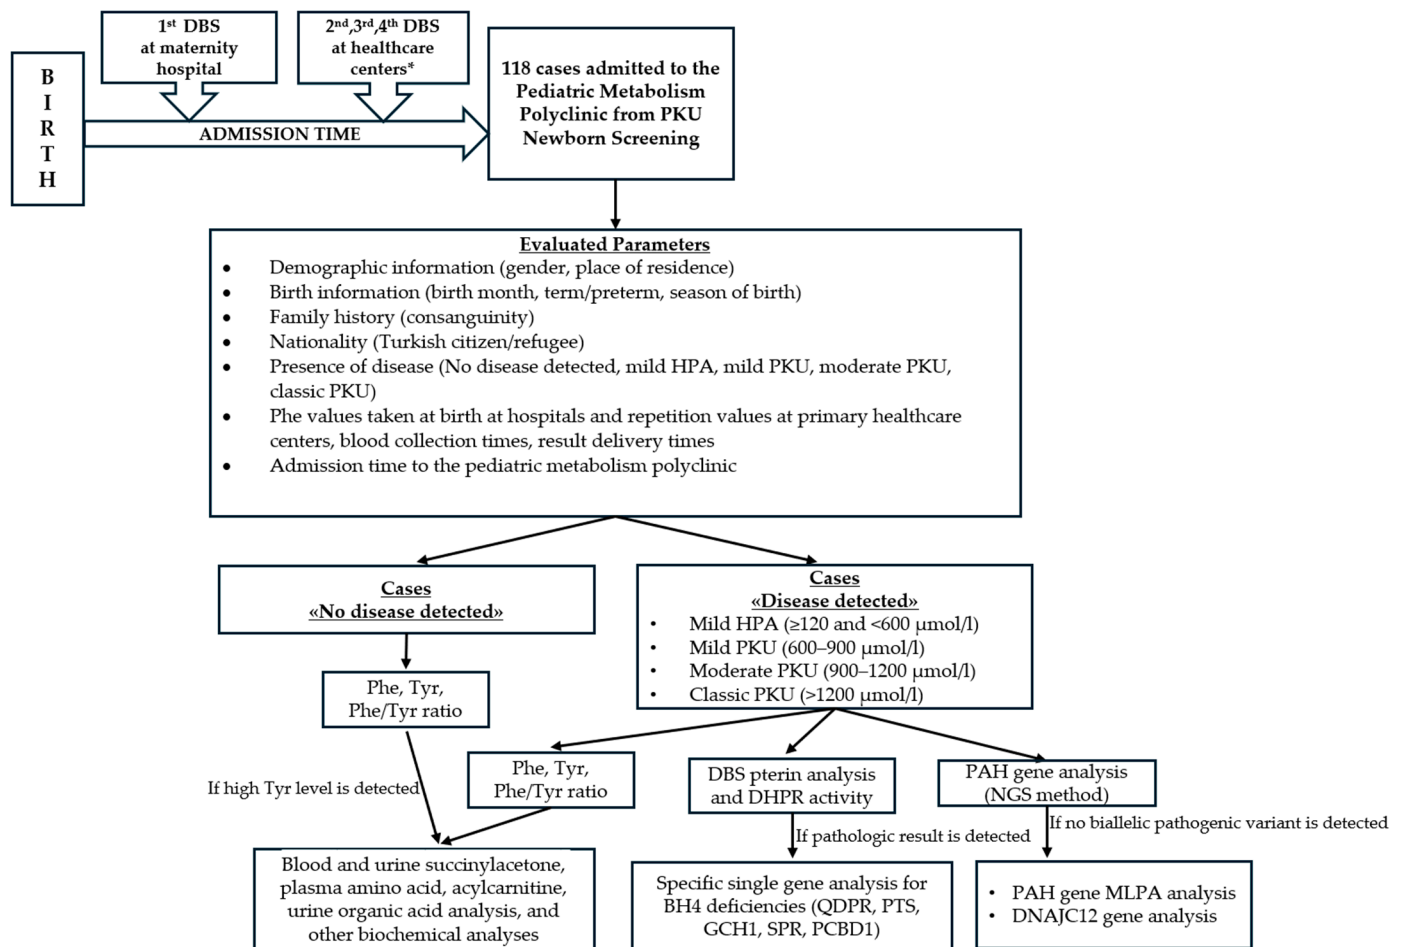 B
I
R
T
H
1st DBS
at maternity
hospital
2nd,3rd,4th DBS
at healthcare
centers*
ADMISSION TIME
118 cases admitted to the
Pediatric Metabolism
Polyclinic from PKU
Newborn Screening
Evaluated Parameters
• Demographic information (gender, place of residence)
• Birth information (birth month, term/preterm, season of birth)
• Family history (consanguinity)
• Nationality (Turkish citizen/refugee)
• Presence of disease (No disease detected, mild HPA, mild PKU, moderate PKU,
classic PKU)
• Phe values taken at birth at hospitals and repetition values at primary healthcare
centers, blood collection times, result delivery times
• Admission time to the pediatric metabolism polyclinic
Cases
«No disease detected»
Cases
«Disease detected»
• Mild HPA (≥120 and <600 µmol/l)
• Mild PKU (600–900 µmol/l)
• Moderate PKU (900–1200 µmol/l)
• Classic PKU (>1200 µmol/l)
Phe, Tyr,
Phe/Tyr ratio
Phe, Tyr,
Phe/Tyr ratio
DBS pterin analysis
and DHPR activity
PAH gene analysis
(NGS method)
If high Tyr level is detected
If pathologic result is detected
If no biallelic pathogenic variant is detected
Blood and urine succinylacetone,
plasma amino acid, acylcarnitine,
urine organic acid analysis, and
other biochemical analyses
Specific single gene analysis for
BH4 deficiencies (QDPR, PTS,
GCH1, SPR, PCBD1)
• PAH gene MLPA analysis
• DNAJC12 gene analysis